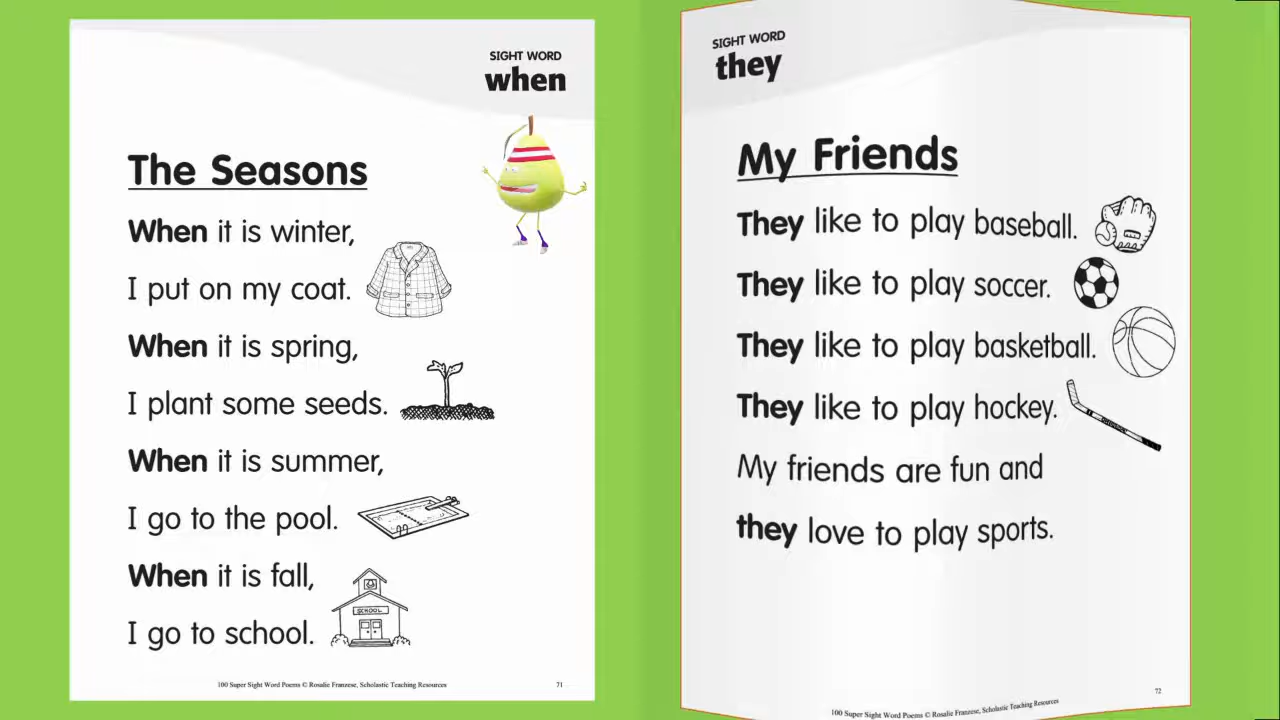 SIGHT WORD
when
The Seasons
When it is winter,
I put on my coat.
When it is spring,
I plant some seeds.
When it is summer,
I go to the pool.
When it is fall,
I go to school.
SCHOOL
100 Super Sight Word Poems © Rosalie Franzese, Scholastic Teaching Resources
71
SIGHT WORD
they
My Friends
They like to play baseball.
They like to play soccer.
They like to play basketball.
They like to play hockey.
My friends are fun and
they love to play sports.
72
100 Super Sight Word Poems © Rosalie Franzese, Scholastic Teaching Resources